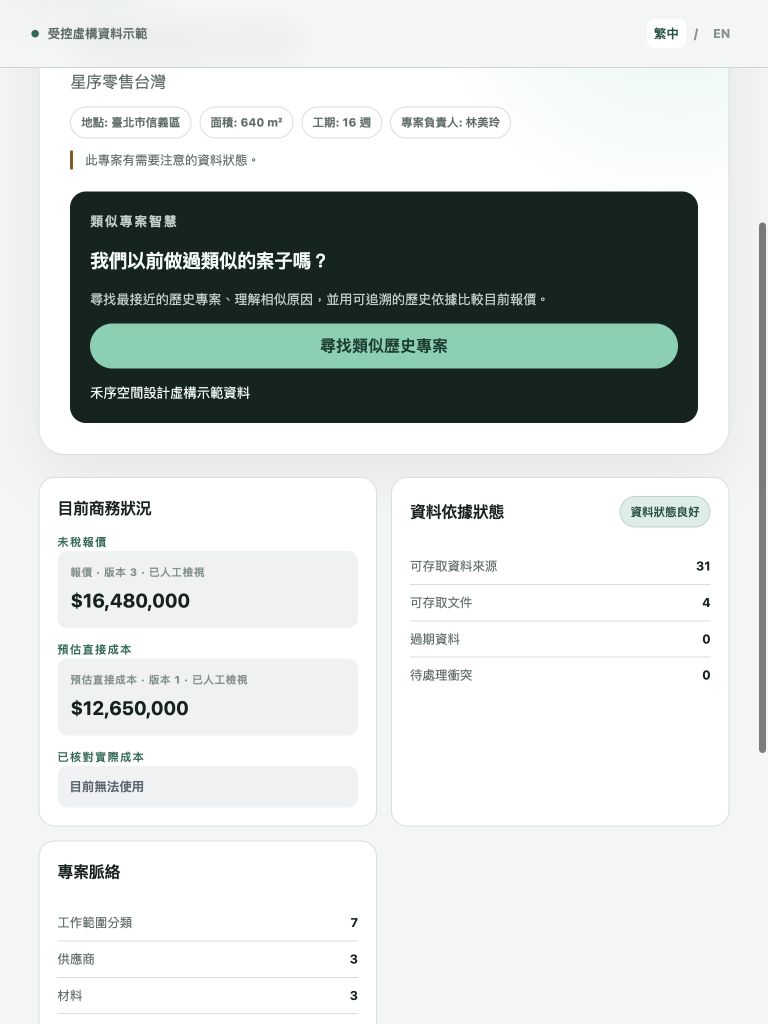 受控虛構資料示範
繁中 / EN
星序零售台灣
地點: 臺北市信義區
面積: 640 m²
工期: 16 週
專案負責人: 林美玲
此專案有需要注意的資料狀態。
類似專案智慧
我們以前做過類似的案子嗎？
尋找最接近的歷史專案、理解相似原因，並用可追溯的歷史依據比較目前報價。
尋找類似歷史專案
禾序空間設計虛構示範資料
目前商務狀況
未稅報價
報價 · 版本 3 · 已人工檢視
$16,480,000
預估直接成本
預估直接成本 · 版本 1 · 已人工檢視
$12,650,000
已核對實際成本
目前無法使用
資料依據狀態
資料狀態良好
可存取資料來源 31
可存取文件 4
過期資料 0
待處理衝突 0
專案脈絡
工作範圍分類 7
供應商 3
材料 3